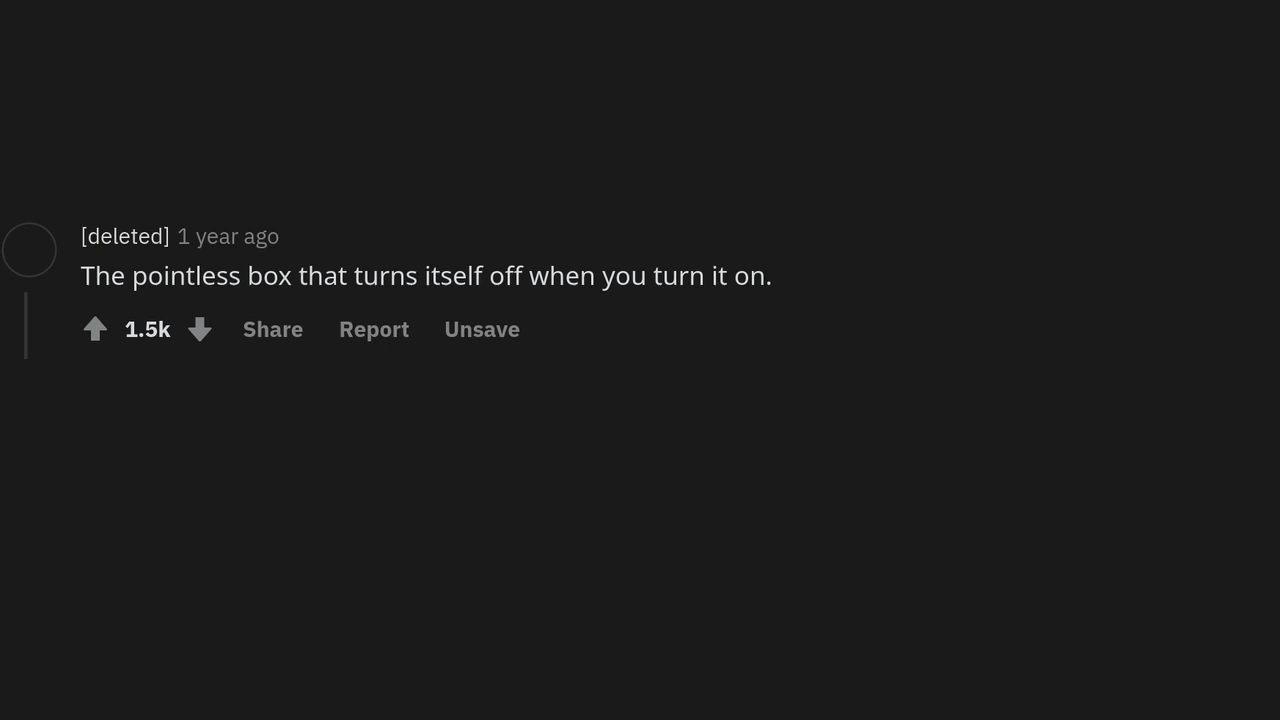 [deleted] 1 year ago
The pointless box that turns itself off when you turn it on.
1.5k Share Report Unsave